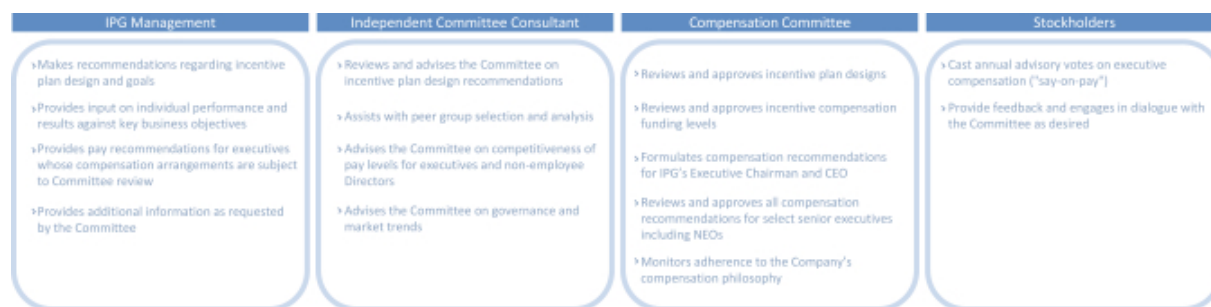 IPG Management
›Makes recommendations regarding incentive
plan design and goals
›Provides input on individual performance and
results against key business objectives
›Provides pay recommendations for executives
whose compensation arrangements are subject
to Committee review
›Provides additional information as requested
by the Committee
Independent Committee Consultant
›Reviews and advises the Committee on
incentive plan design recommendations
›Assists with peer group selection and analysis
›Advises the Committee on competitiveness of
pay levels for executives and non-employee
Directors
›Advises the Committee on governance and
market trends
Compensation Committee
›Reviews and approves incentive plan designs
›Reviews and approves incentive compensation
funding levels
›Formulates compensation recommendations
for IPG's Executive Chairman and CEO
›Reviews and approves all compensation
recommendations for select senior executives
including NEOs
›Monitors adherence to the Company's
compensation philosophy
Stockholders
›Cast annual advisory votes on executive
compensation ("say-on-pay")
›Provide feedback and engages in dialogue with
the Committee as desired